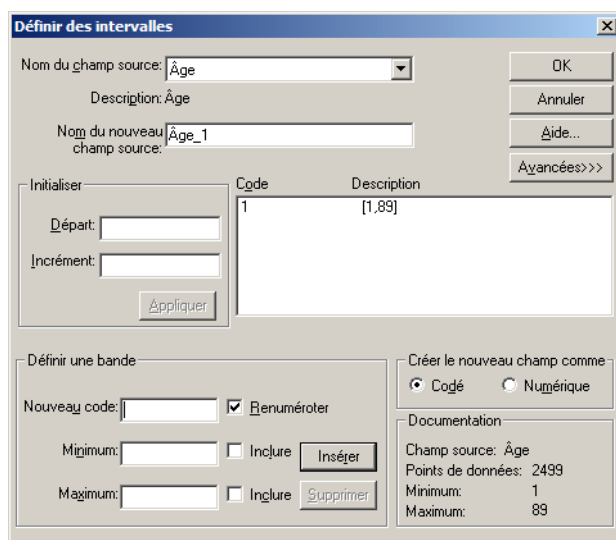 Définir des intervalles
Nom du champ source: Âge
Description: Âge
Nom du nouveau champ source: Âge_1
OK
Annuler
Aide...
Avancées>>>
Initialiser
Départ:
Incrément:
Appliquer
Code Description
1 [1,89]
Définir une bande
Nouveau code:
Renuméroter
Minimum:
Inclure
Insérer
Maximum:
Inclure
Supprimer
Créer le nouveau champ comme
Codé
Numérique
Documentation
Champ source: Âge
Points de données: 2499
Minimum: 1
Maximum: 89